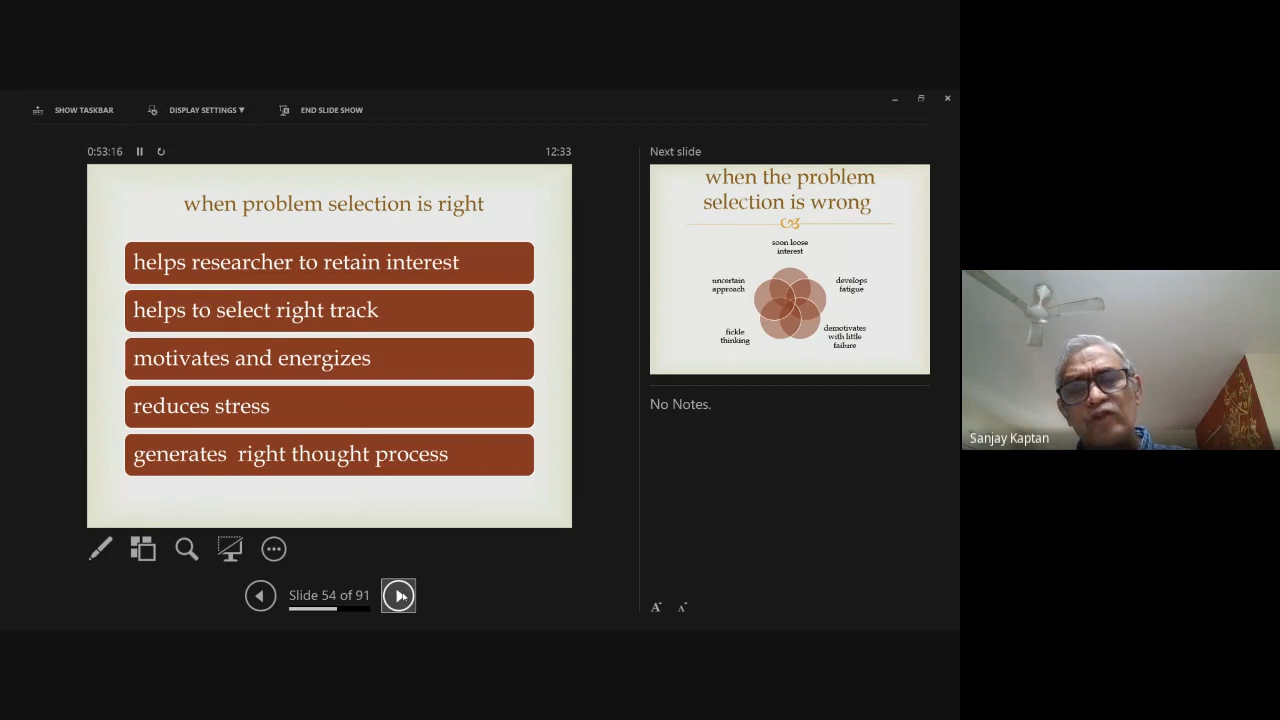 SHOW TASKBAR
DISPLAY SETTINGS ▼
END SLIDE SHOW
0:53:16
12:33
when problem selection is right
helps researcher to retain interest
helps to select right track
motivates and energizes
reduces stress
generates right thought process
Slide 54 of 91
Next slide
when the problem
selection is wrong
soon loose
interest
uncertain
approach
develops
fatigue
fickle
thinking
demotivates
with little
failure
No Notes.
A
A
Sanjay Kaptan